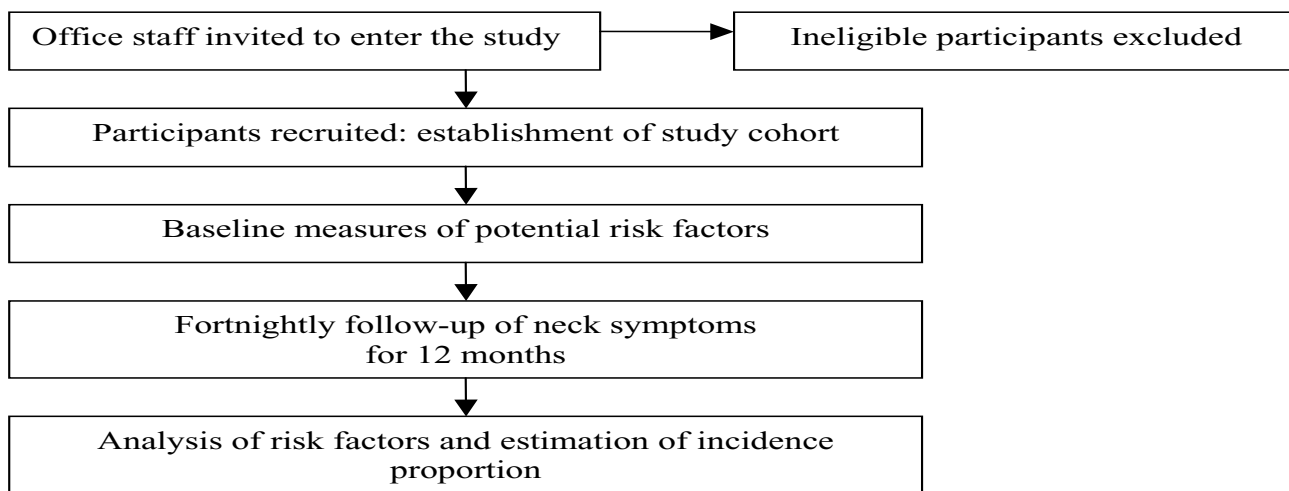 Office staff invited to enter the study
Ineligible participants excluded
Participants recruited: establishment of study cohort
Baseline measures of potential risk factors
Fortnightly follow-up of neck symptoms
for 12 months
Analysis of risk factors and estimation of incidence
proportion